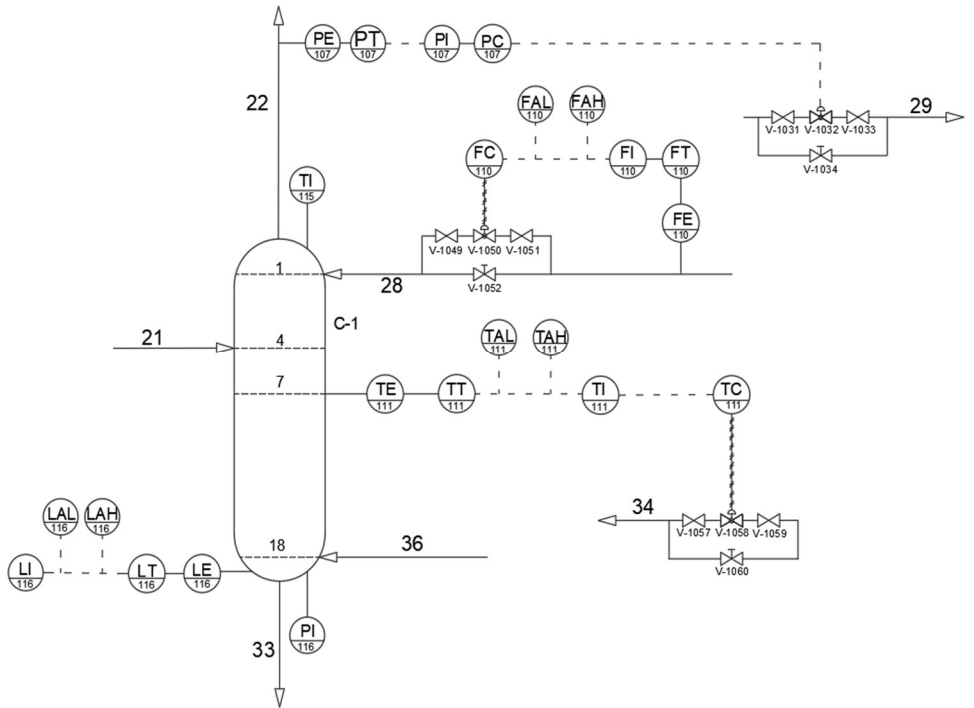 PE 107
PT 107
PI 107
PC 107
22
FAL 110
FAH 110
29
V-1031
V-1032
V-1033
V-1034
FC 110
FI 110
FT 110
TI 115
FE 110
V-1049
V-1050
V-1051
V-1052
1
28
C-1
21
4
TAL 111
TAH 111
7
TE 111
TT 111
TI 111
TC 111
LAL 116
LAH 116
34
V-1057
V-1058
V-1059
V-1060
18
36
LI 116
LT 116
LE 116
PI 116
33